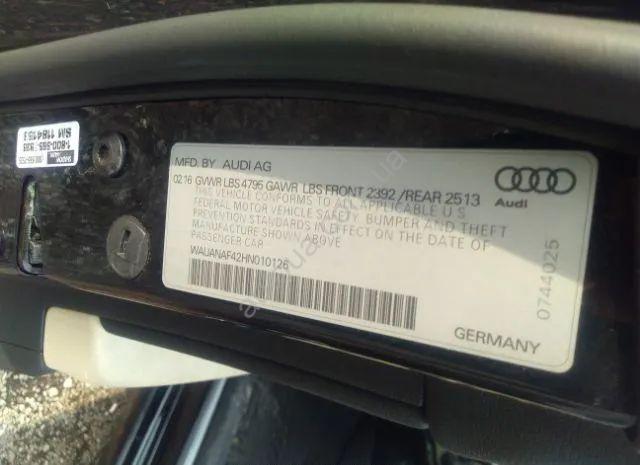 MFD. BY AUDI AG
02.16 GVWR LBS 4795 GAWR LBS FRONT 2392 /REAR 2513
THE VEHICLE CONFORMS TO ALL APPLICABLE U S
FEDERAL MOTOR VEHICLE SAFETY, BUMPER AND THEFT
PREVENTION STANDARDS IN EFFECT ON THE DATE OF
MANUFACTURE SHOWN ABOVE
PASSENGER CAR
WAUANAF42HN010126
Audi
0744025
GERMANY
S/M 118415